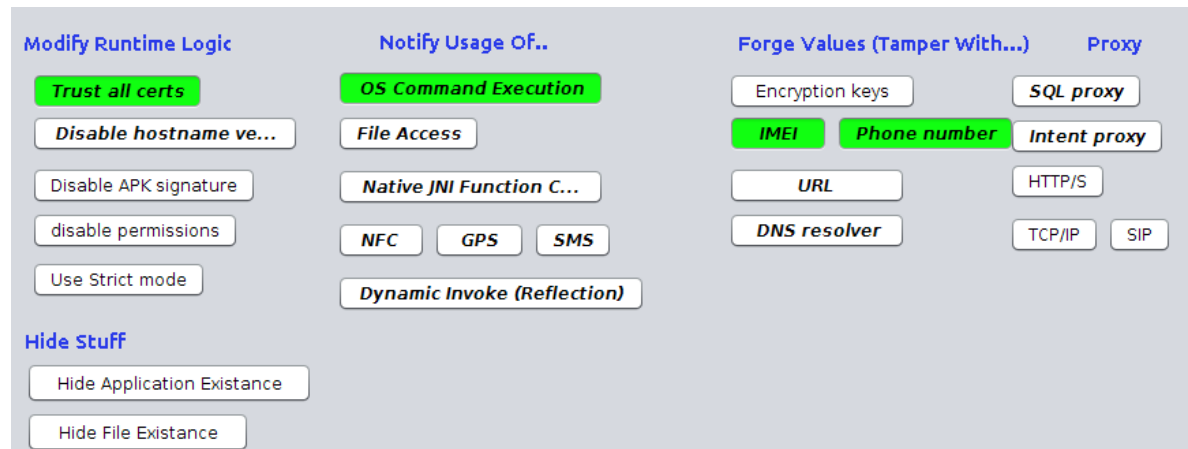 Modify Runtime Logic
Trust all certs
Disable hostname ve...
Disable APK signature
disable permissions
Use Strict mode
Hide Stuff
Hide Application Existance
Hide File Existance
Notify Usage Of..
OS Command Execution
File Access
Native JNI Function C...
NFC GPS SMS
Dynamic Invoke (Reflection)
Forge Values (Tamper With...)
Encryption keys
IMEI Phone number
URL
DNS resolver
Proxy
SQL proxy
Intent proxy
HTTP/S
TCP/IP SIP